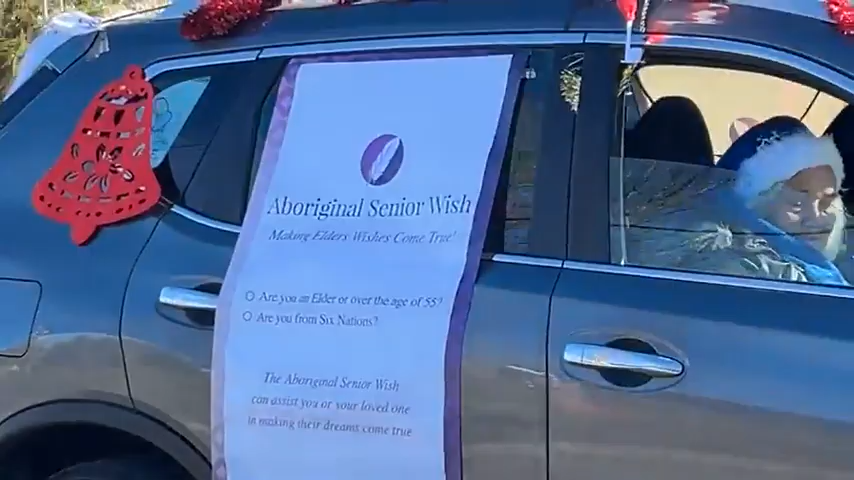 Aboriginal Senior Wish
Making Elders Wishes Come True!
Are you an Elder or over the age of 55?
Are you from Six Nations?
The Aboriginal Senior Wish
can assist you or your loved one
in making their dreams come true